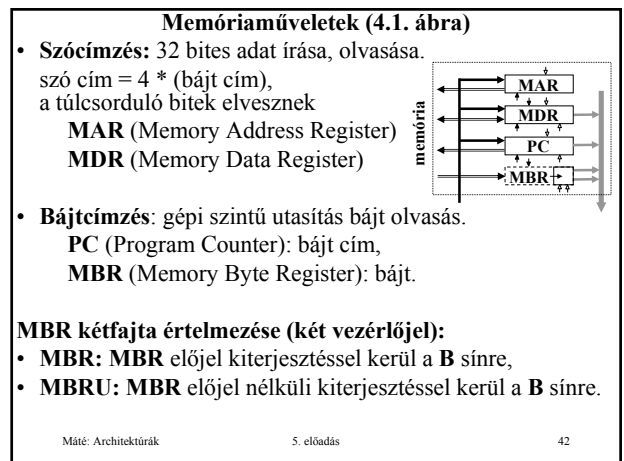 Memóriaműveletek (4.1. ábra)
• Szócímzés: 32 bites adat írása, olvasása.
szó cím = 4 * (bájt cím),
a túlcsorduló bitek elvesznek
MAR (Memory Address Register)
MDR (Memory Data Register)
memória
MAR
MDR
PC
MBR
• Bájtcímzés: gépi szintű utasítás bájt olvasás.
PC (Program Counter): bájt cím,
MBR (Memory Byte Register): bájt.
MBR kétfajta értelmezése (két vezérlőjel):
• MBR: MBR előjel kiterjesztéssel kerül a B sínre,
• MBRU: MBR előjel nélküli kiterjesztéssel kerül a B sínre.
Máté: Architektúrák 5. előadás 42